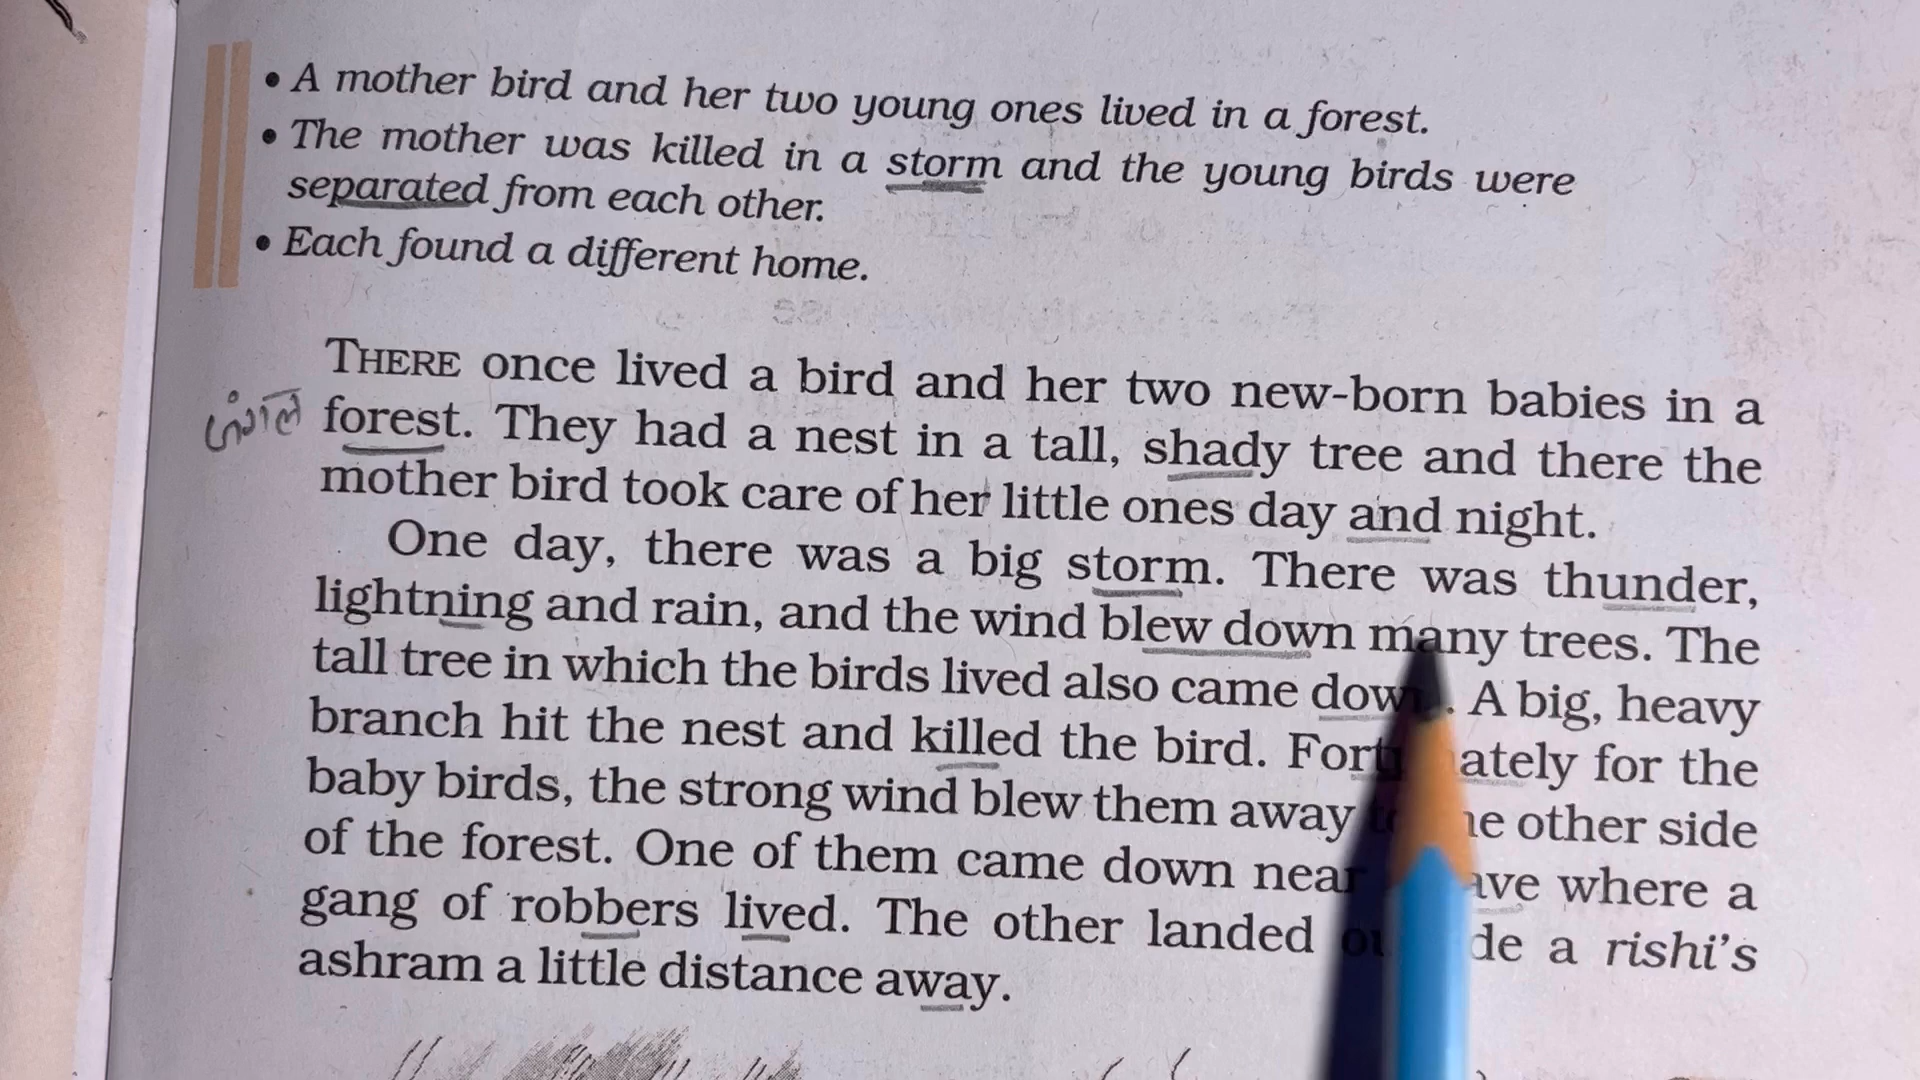 • A mother bird and her two young ones lived in a forest.
• The mother was killed in a storm and the young birds were
separated from each other.
• Each found a different home.
THERE once lived a bird and her two new-born babies in a
जंगल
forest. They had a nest in a tall, shady tree and there the
mother bird took care of her little ones day and night.
One day, there was a big storm. There was thunder,
lightning and rain, and the wind blew down many trees. The
tall tree in which the birds lived also came down. A big, heavy
branch hit the nest and killed the bird. Fortunately for the
baby birds, the strong wind blew them away to the other side
of the forest. One of them came down near where a
gang of robbers lived. The other landed a rishi's
ashram a little distance away.